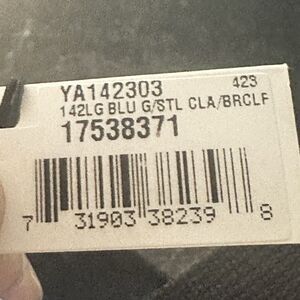 YA142303 423
142LG BLU G/STL CLA/BRCLF
17538371
7 31903 38239 8